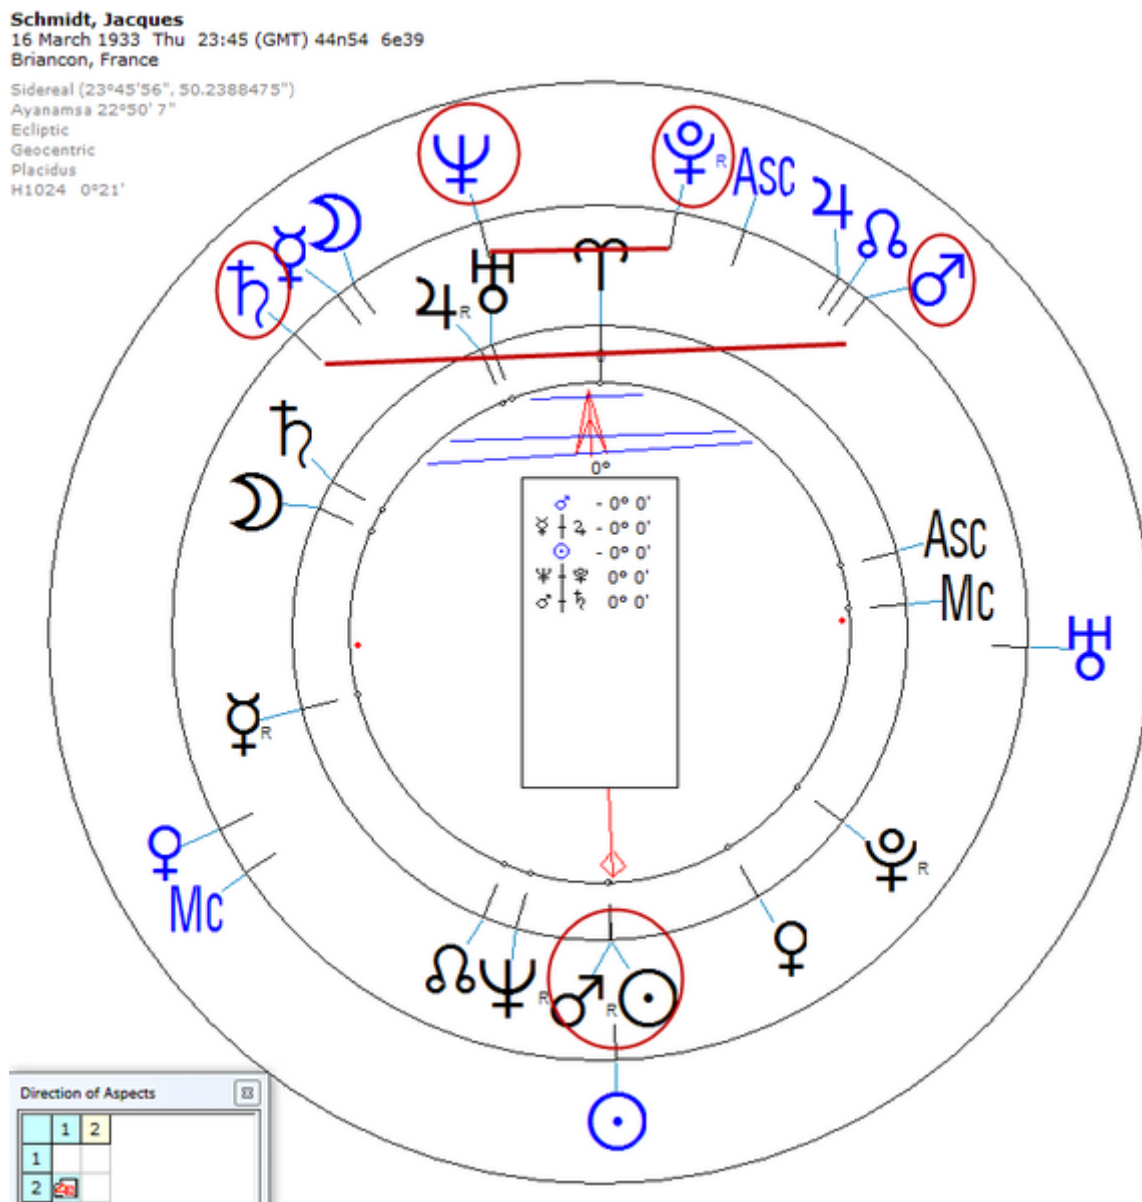 Schmidt, Jacques
16 March 1933 Thu 23:45 (GMT) 44n54 6e39
Briancon, France
Sidereal (23°45'56", 50.2388475")
Ayanamsa 22°50' 7"
Ecliptic
Geocentric
Placidus
H1024 0°21'
R
Asc
R
0°
- 0° 0'
- 0° 0'
- 0° 0'
0° 0'
0° 0'
Asc
Mc
R
R
Mc
R
R
Direction of Aspects
1 2
1
2